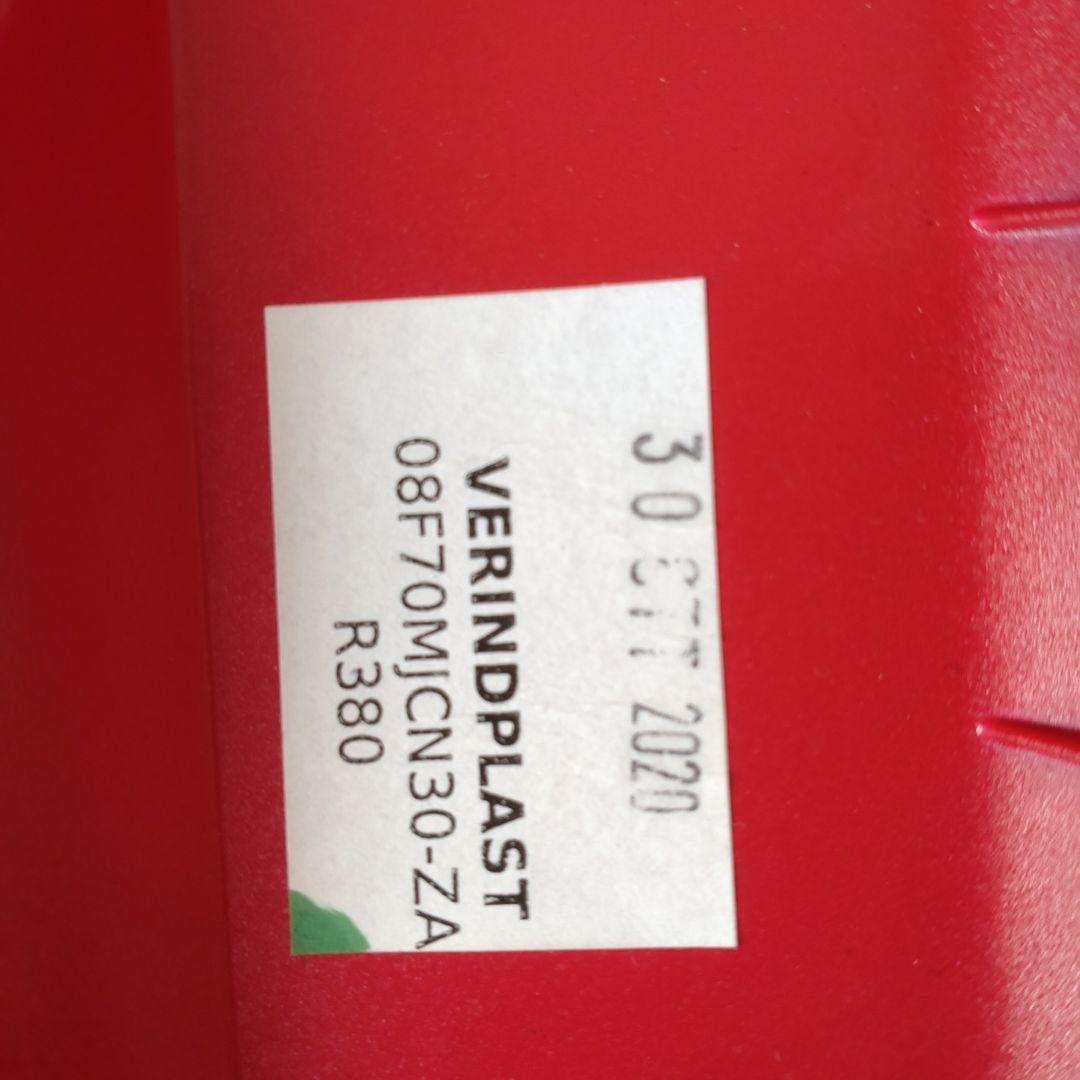 30 OTT 2020
VERINDPLAST
08F70MJCN30-ZA
R380